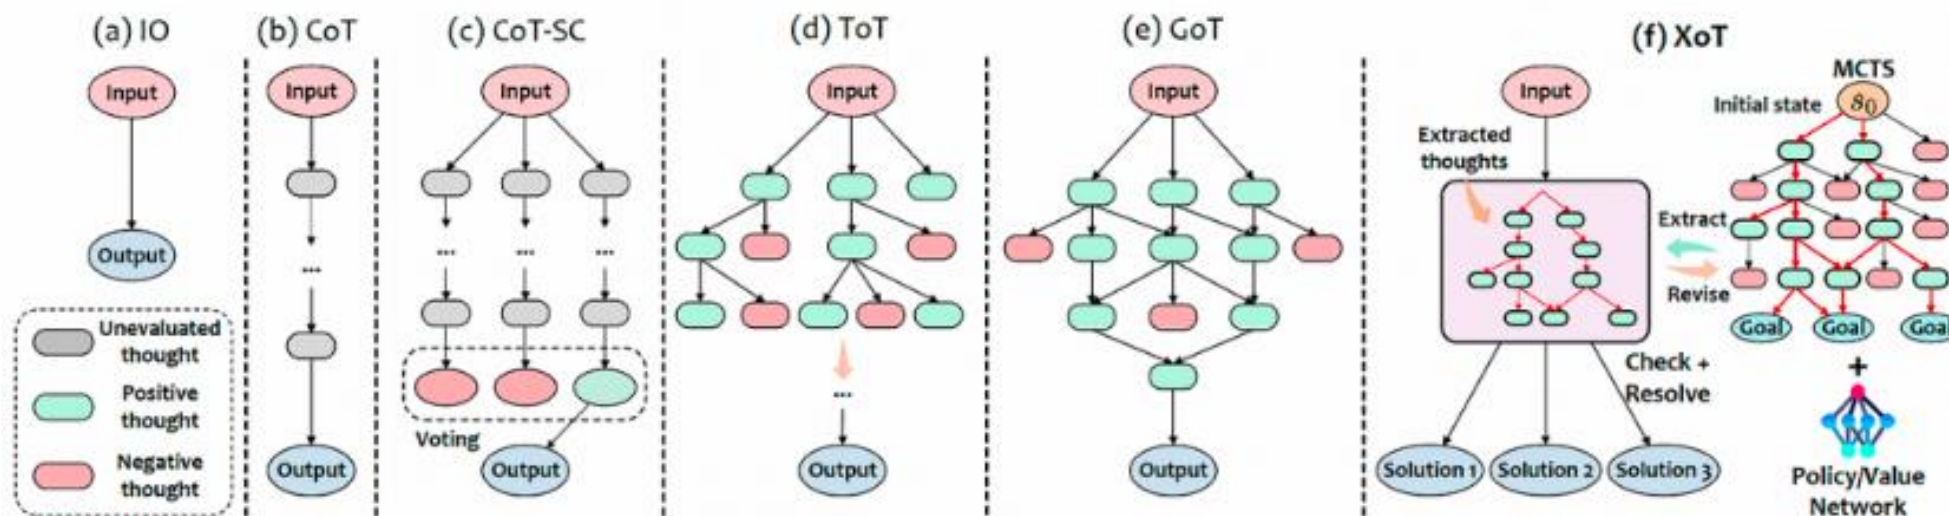 (a) IO
Input
Output
Unevaluated
thought
Positive
thought
Negative
thought
(b) CoT
Input
...
Output
(c) CoT-SC
Input
... ... ...
Voting
Output
(d) ToT
Input
...
Output
(e) GoT
Input
Output
(f) XoT
Input
Extracted
thoughts
MCTS
Initial state
s0
Extract
Revise
Goal Goal Goal
Check +
Resolve
Solution 1 Solution 2 Solution 3
+
Policy/Value
Network